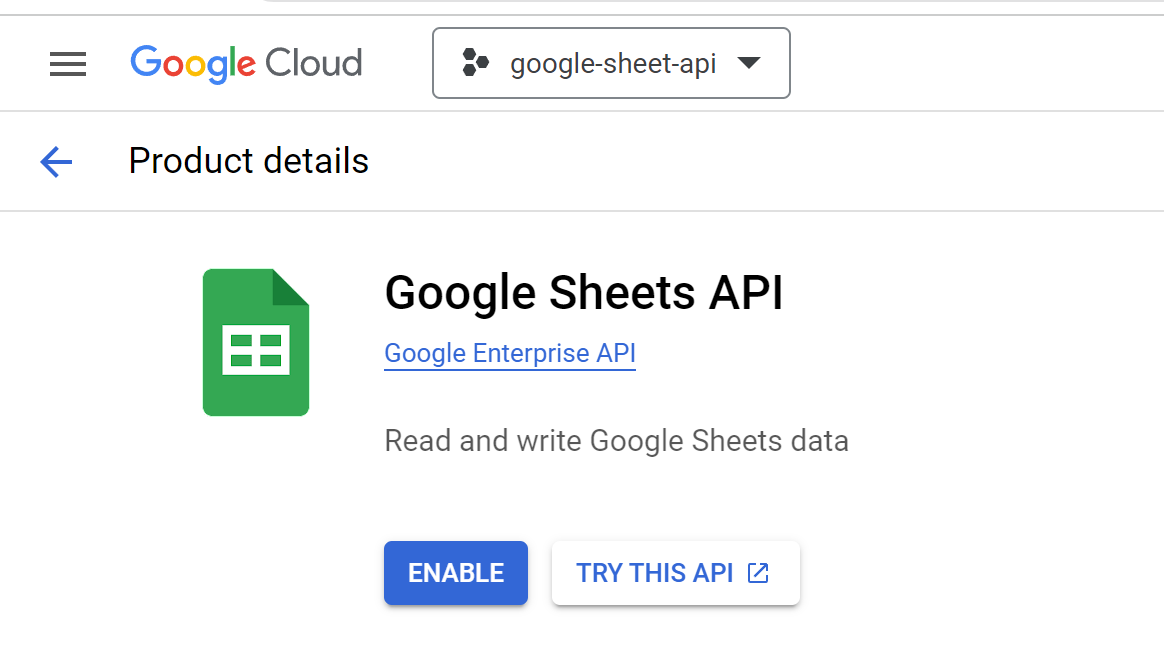 Google Cloud
google-sheet-api
Product details
Google Sheets API
Google Enterprise API
Read and write Google Sheets data
ENABLE
TRY THIS API